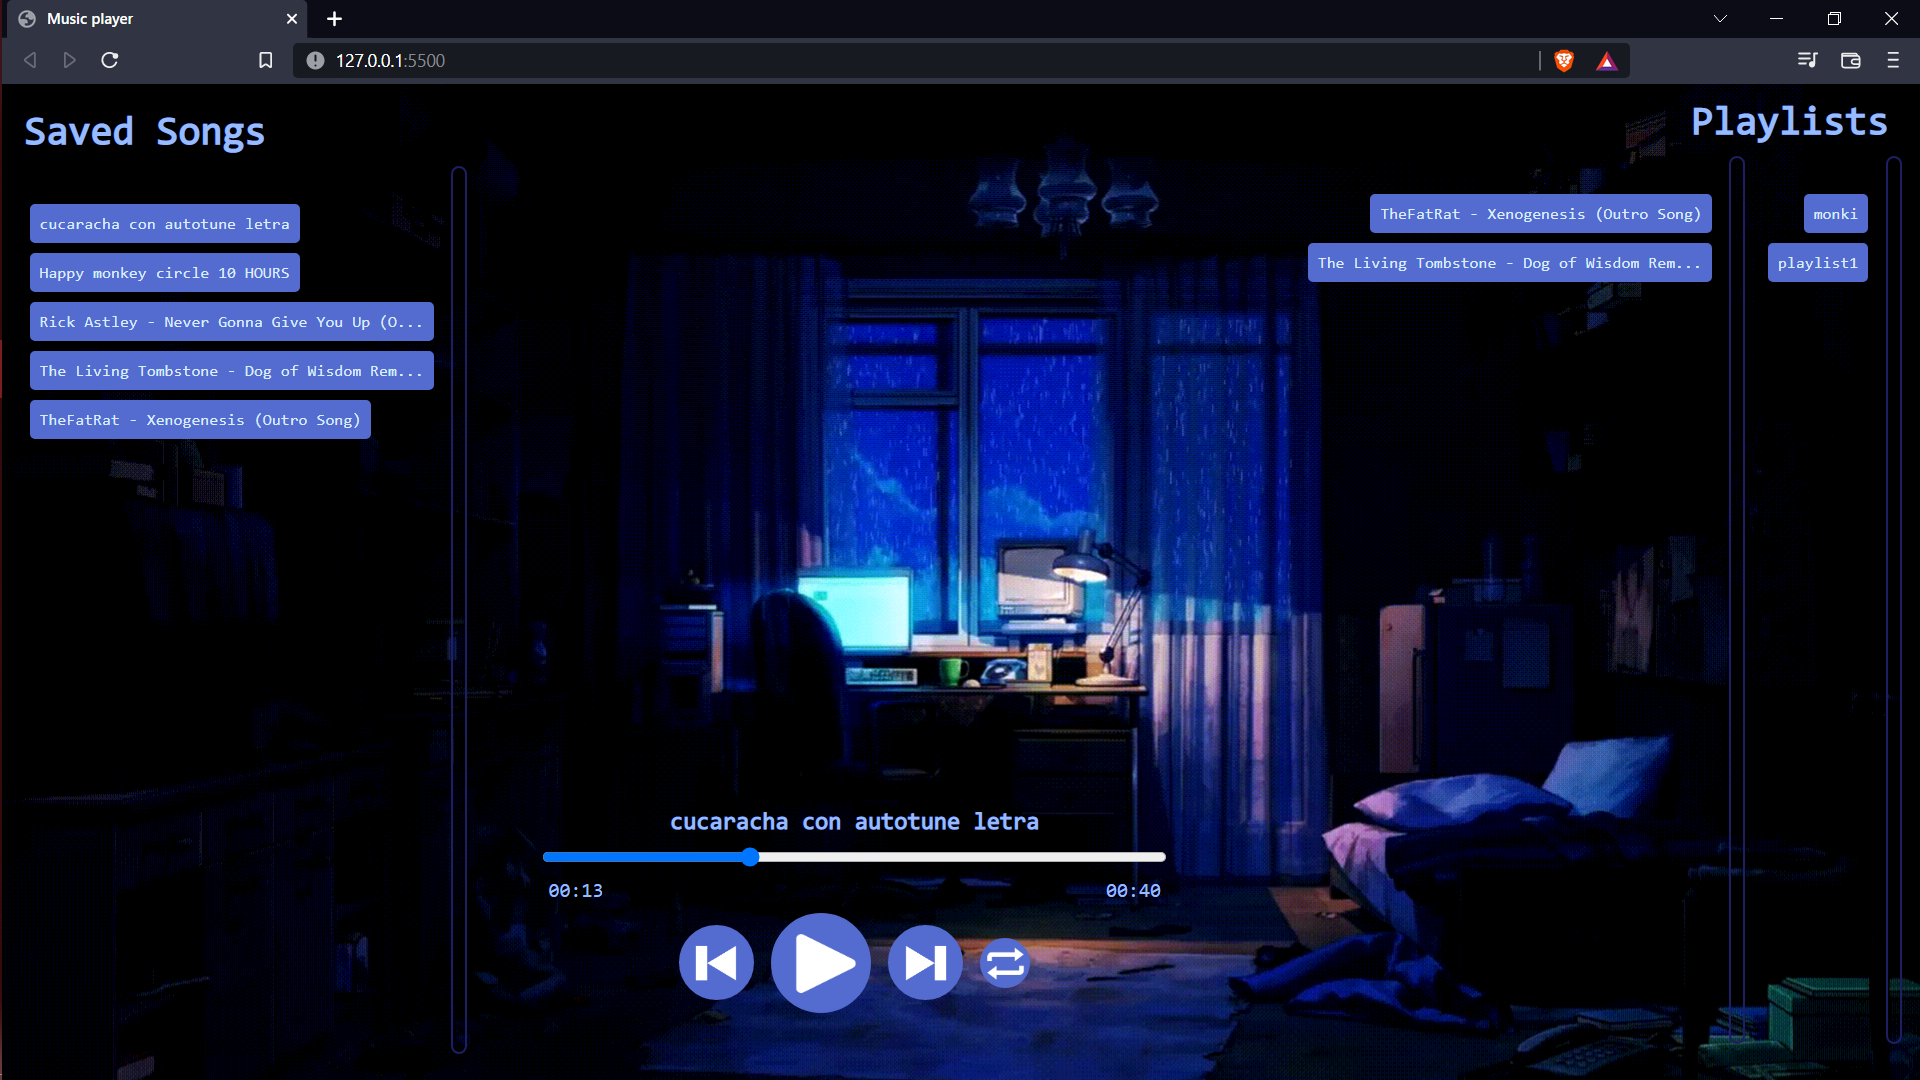 Music player
127.0.0.1:5500
Saved Songs
cucaracha con autotune letra
Happy monkey circle 10 HOURS
Rick Astley - Never Gonna Give You Up (O...
The Living Tombstone - Dog of Wisdom Rem...
TheFatRat - Xenogenesis (Outro Song)
Playlists
TheFatRat - Xenogenesis (Outro Song)
The Living Tombstone - Dog of Wisdom Rem...
monki
playlist1
cucaracha con autotune letra
00:13
00:40